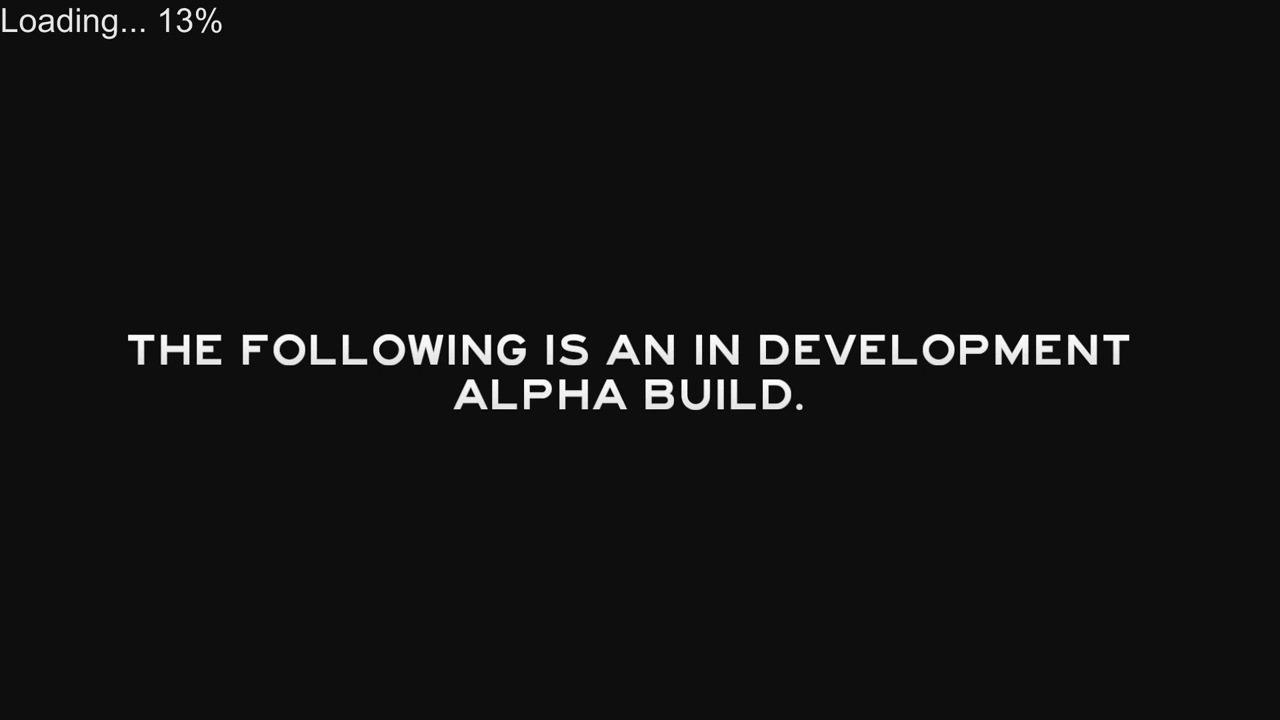 Loading... 13%
THE FOLLOWING IS AN IN DEVELOPMENT
ALPHA BUILD.